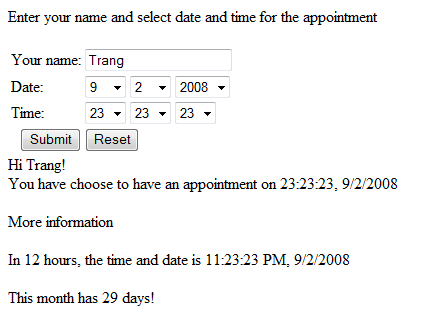 Enter your name and select date and time for the appointment
Your name: Trang
Date: 9 2 2008
Time: 23 23 23
Submit Reset
Hi Trang!
You have choose to have an appointment on 23:23:23, 9/2/2008
More information
In 12 hours, the time and date is 11:23:23 PM, 9/2/2008
This month has 29 days!